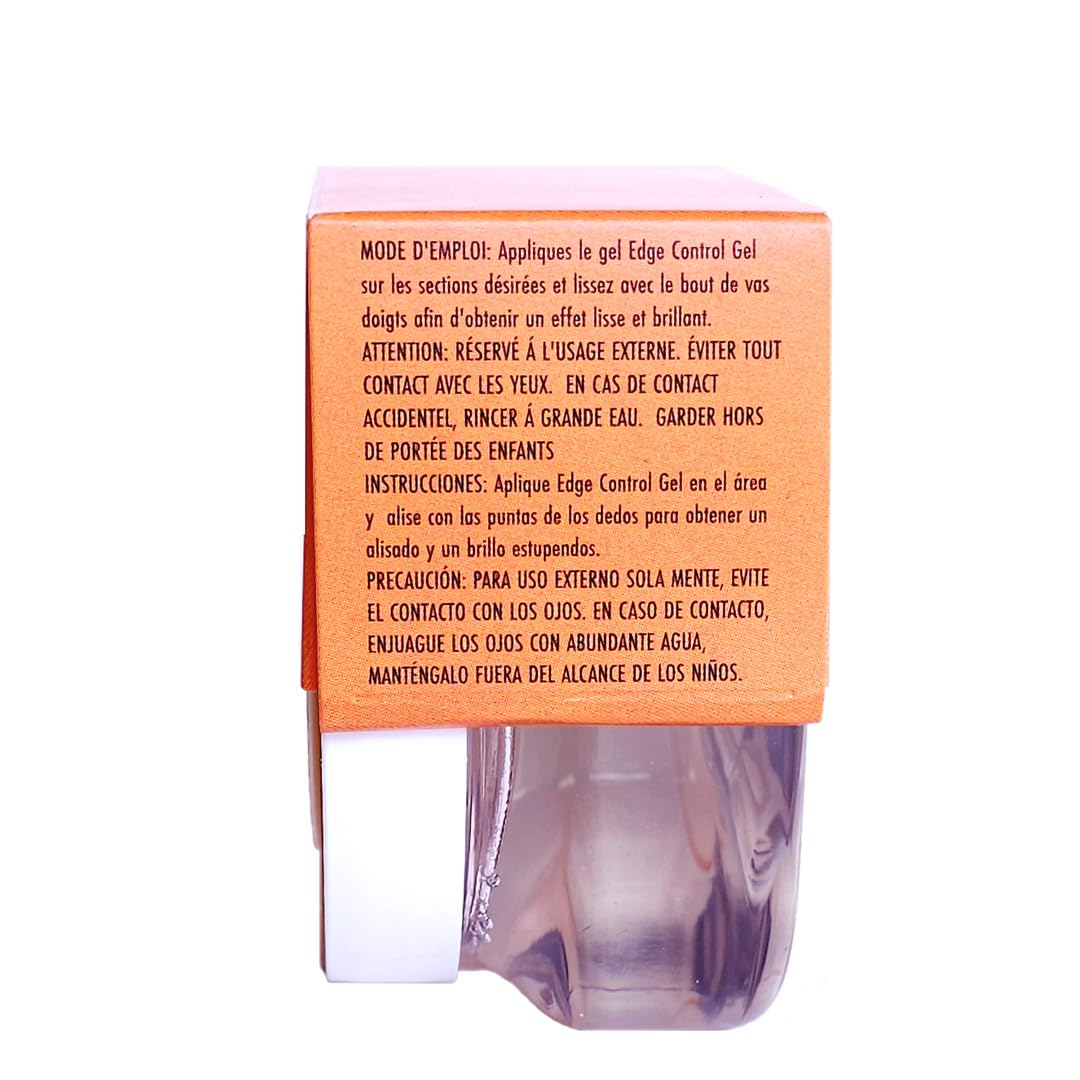 MODE D'EMPLOI: Appliques le gel Edge Control Gel
sur les sections désirées et lissez avec le bout de vos
doigts afin d'obtenir un effet lisse et brillant.
ATTENTION: RÉSERVÉ Á L'USAGE EXTERNE. ÉVITER TOUT
CONTACT AVEC LES YEUX. EN CAS DE CONTACT
ACCIDENTEL, RINCER Á GRANDE EAU. GARDER HORS
DE PORTÉE DES ENFANTS
INSTRUCCIONES: Aplique Edge Control Gel en el área
y alise con las puntas de los dedos para obtener un
alisado y un brillo estupendos.
PRECAUCIÓN: PARA USO EXTERNO SOLA MENTE, EVITE
EL CONTACTO CON LOS OJOS. EN CASO DE CONTACTO,
ENJUAGUE LOS OJOS CON ABUNDANTE AGUA,
MANTÉNGALO FUERA DEL ALCANCE DE LOS NIÑOS.